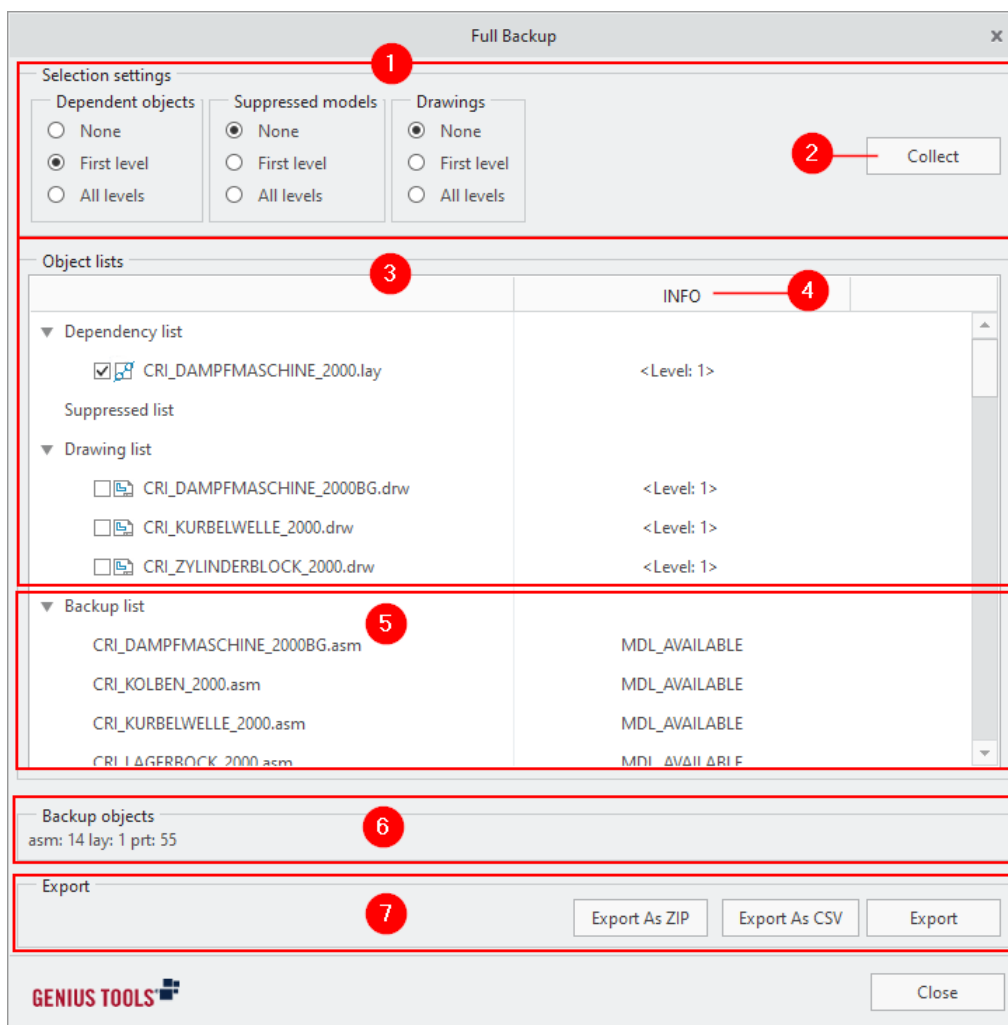 Full Backup
1
Selection settings
Dependent objects Suppressed models Drawings
None None None
2
First level First level First level Collect
All levels All levels All levels
Object lists
3
INFO 4
Dependency list
CRI_DAMPFMASCHINE_2000.lay <Level: 1>
Suppressed list
Drawing list
CRI_DAMPFMASCHINE_2000BG.drw <Level: 1>
CRI_KURBELWELLE_2000.drw <Level: 1>
CRI_ZYLINDERBLOCK_2000.drw <Level: 1>
Backup list
5
CRI_DAMPFMASCHINE_2000BG.asm MDL_AVAILABLE
CRI_KOLBEN_2000.asm MDL_AVAILABLE
CRI_KURBELWELLE_2000.asm MDL_AVAILABLE
CRI_LAGERBOCK_2000.asm MDL_AVAILABLE
Backup objects
6
asm: 14 lay: 1 prt: 55
Export
7
Export As ZIP Export As CSV Export
GENIUS TOOLS Close